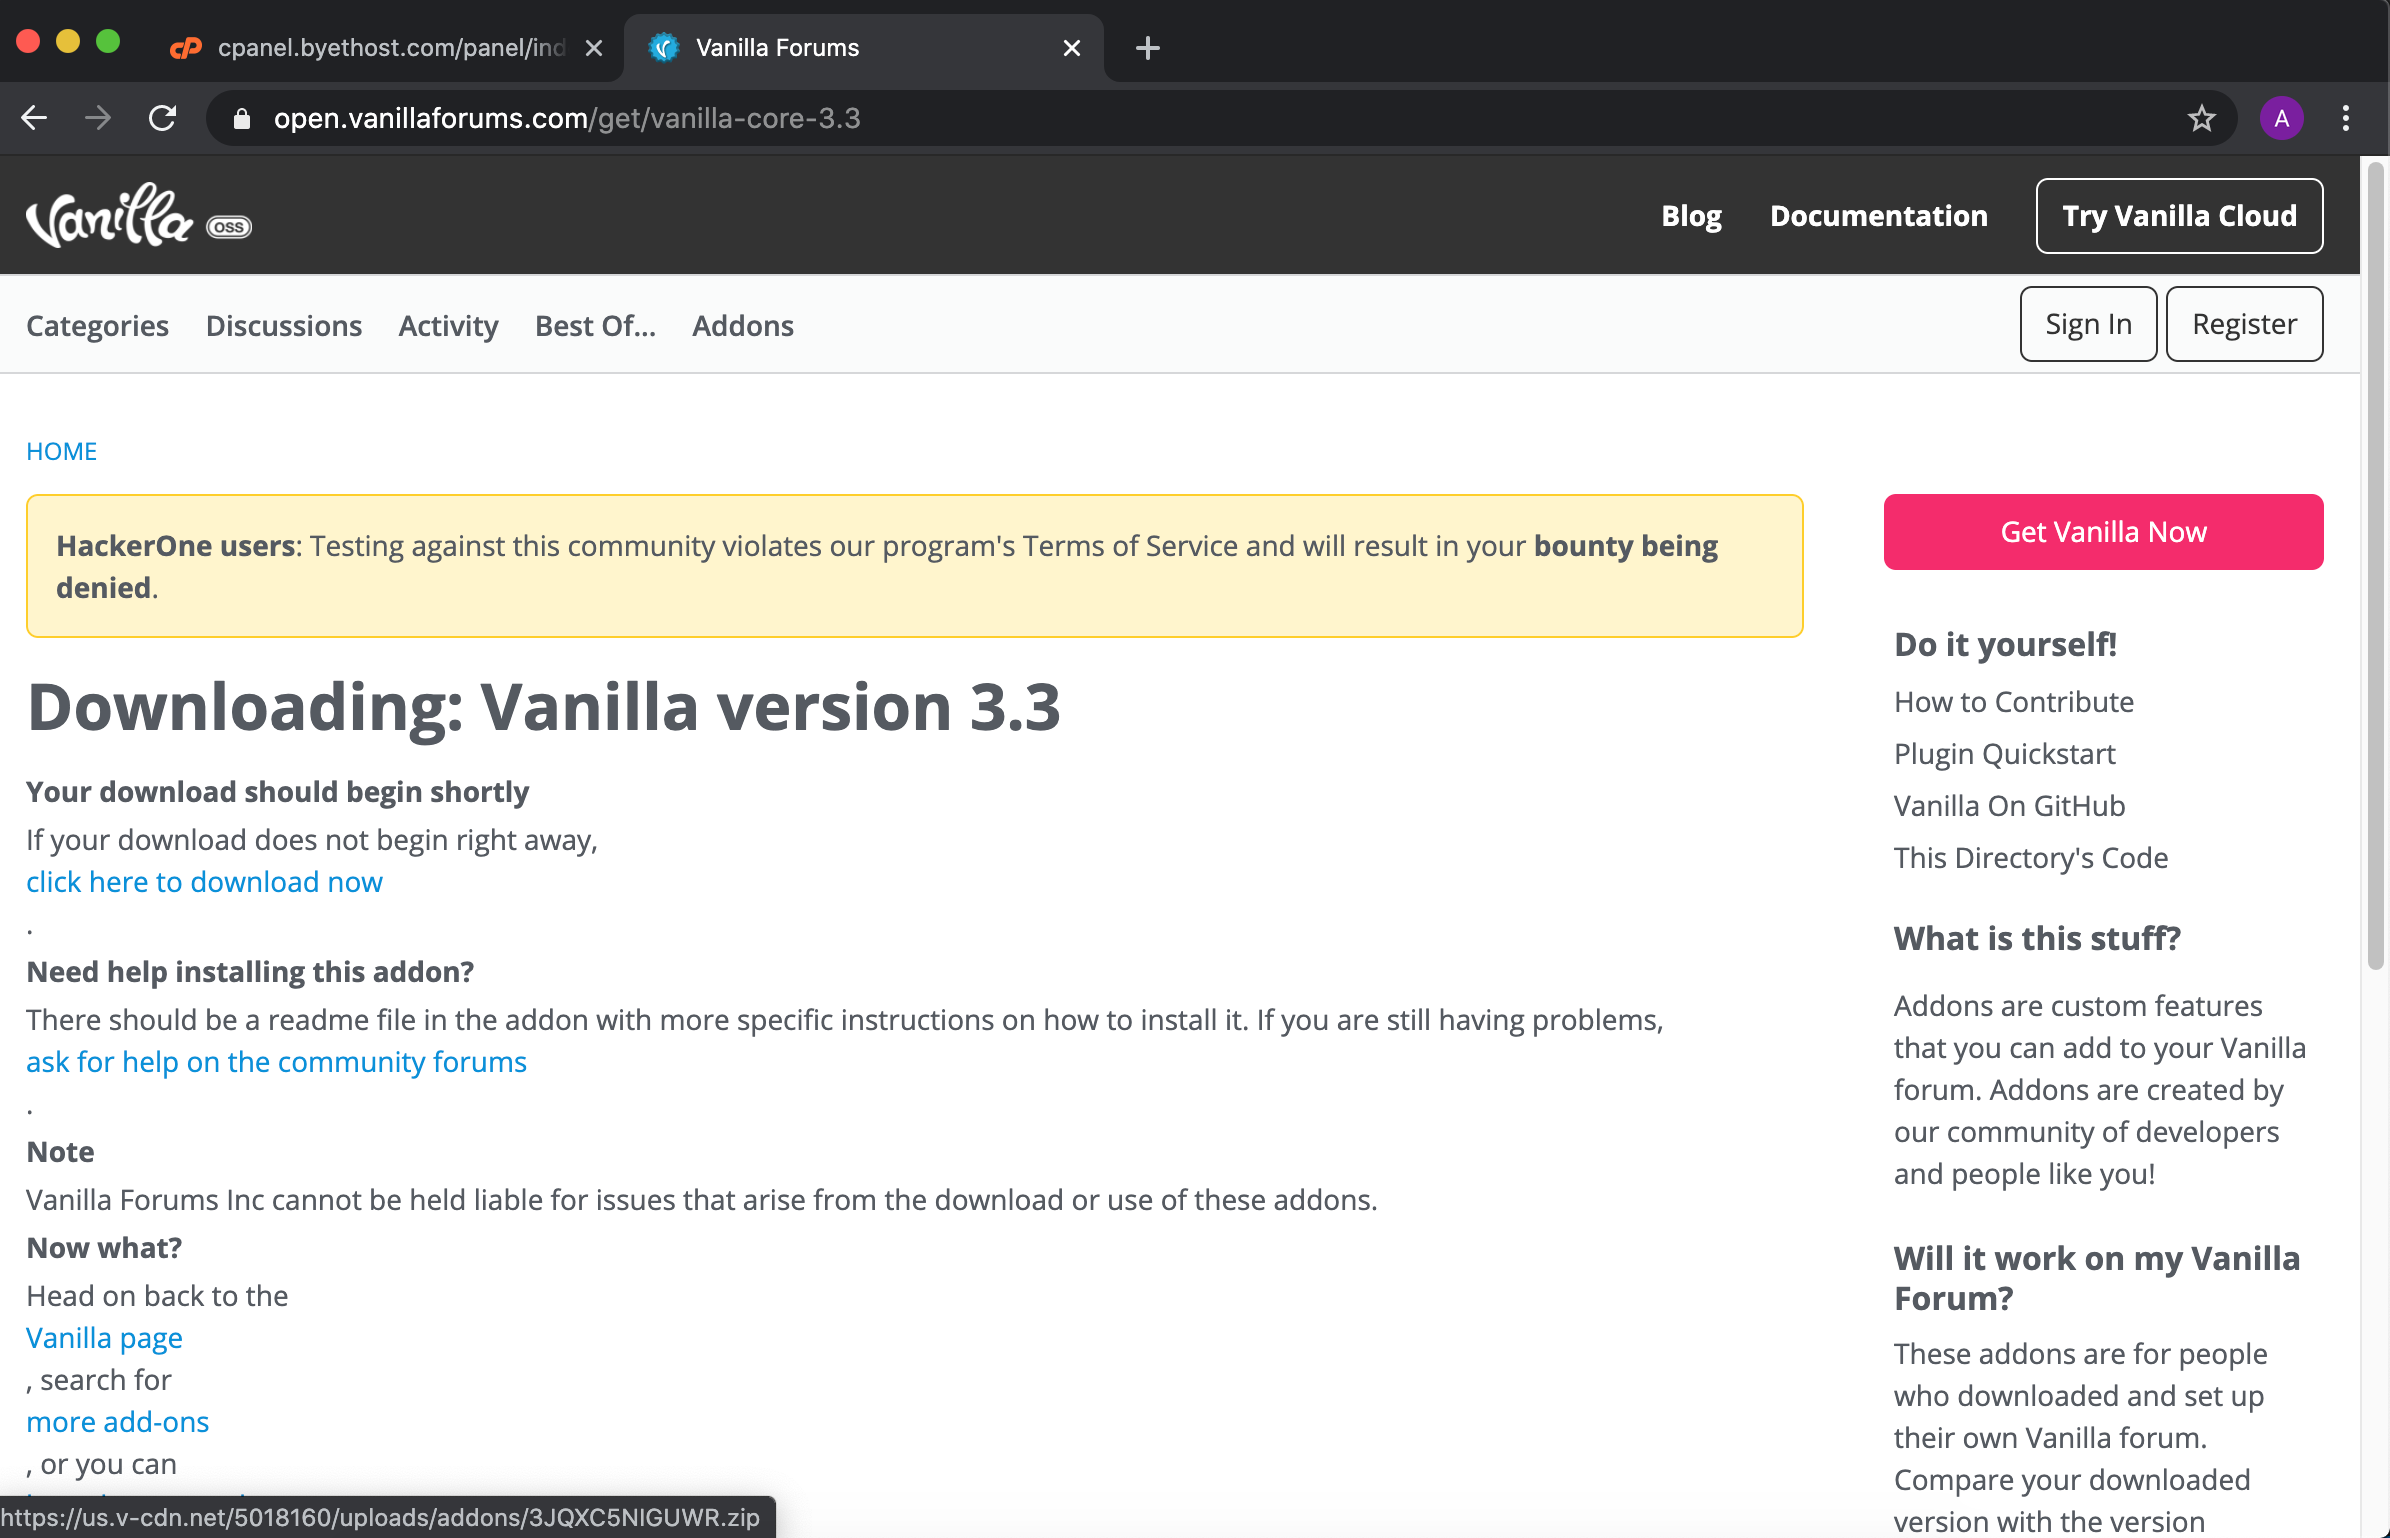 cpanel.byethost.com/panel/ind
Vanilla Forums
open.vanillaforums.com/get/vanilla-core-3.3
A
Vanilla OSS
Blog
Documentation
Try Vanilla Cloud
Categories
Discussions
Activity
Best Of...
Addons
Sign In
Register
HOME
HackerOne users: Testing against this community violates our program's Terms of Service and will result in your bounty being
denied.
Downloading: Vanilla version 3.3
Your download should begin shortly
If your download does not begin right away,
click here to download now
.
Need help installing this addon?
There should be a readme file in the addon with more specific instructions on how to install it. If you are still having problems,
ask for help on the community forums
.
Note
Vanilla Forums Inc cannot be held liable for issues that arise from the download or use of these addons.
Now what?
Head on back to the
Vanilla page
, search for
more add-ons
, or you can
https://us.v-cdn.net/5018160/uploads/addons/3JQXC5NIGUWR.zip
Get Vanilla Now
Do it yourself!
How to Contribute
Plugin Quickstart
Vanilla On GitHub
This Directory's Code
What is this stuff?
Addons are custom features
that you can add to your Vanilla
forum. Addons are created by
our community of developers
and people like you!
Will it work on my Vanilla
Forum?
These addons are for people
who downloaded and set up
their own Vanilla forum.
Compare your downloaded
version with the version